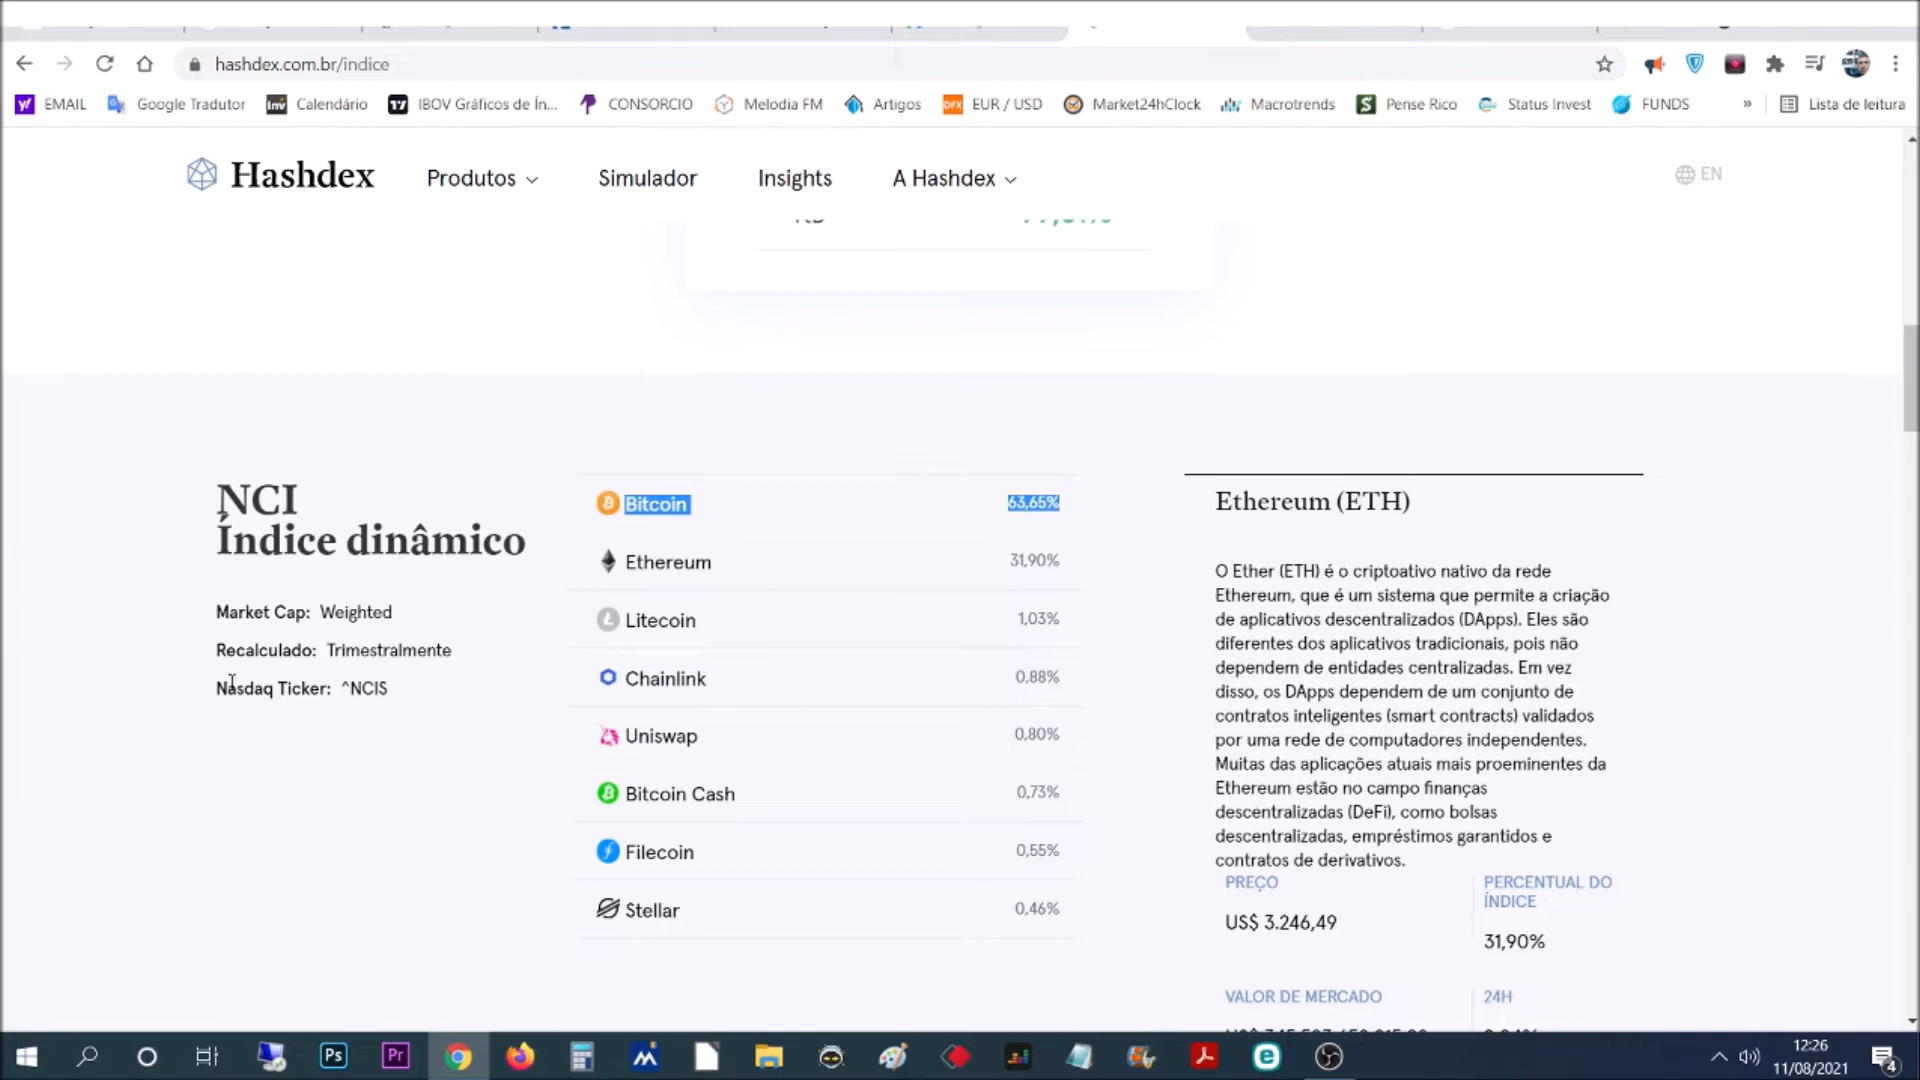 hashdex.com.br/indice
EMAIL Google Tradutor Calendário IBOV Gráficos de Ín... CONSORCIO Melodia FM Artigos EUR / USD Market24hClock Macrotrends Pense Rico Status Invest FUNDS » Lista de leitura
Hashdex Produtos Simulador Insights A Hashdex EN
NCI
Índice dinâmico
Market Cap: Weighted
Recalculado: Trimestralmente
Nasdaq Ticker: ^NCIS
Bitcoin 63,65%
Ethereum 31,90%
Litecoin 1,03%
Chainlink 0,88%
Uniswap 0,80%
Bitcoin Cash 0,73%
Filecoin 0,55%
Stellar 0,46%
Ethereum (ETH)
O Ether (ETH) é o criptoativo nativo da rede
Ethereum, que é um sistema que permite a criação
de aplicativos descentralizados (DApps). Eles são
diferentes dos aplicativos tradicionais, pois não
dependem de entidades centralizadas. Em vez
disso, os DApps dependem de um conjunto de
contratos inteligentes (smart contracts) validados
por uma rede de computadores independentes.
Muitas das aplicações atuais mais proeminentes da
Ethereum estão no campo finanças
descentralizadas (DeFi), como bolsas
descentralizadas, empréstimos garantidos e
contratos de derivativos.
PREÇO
US$ 3.246,49
PERCENTUAL DO
ÍNDICE
31,90%
VALOR DE MERCADO
24H
12:26
11/08/2021
4